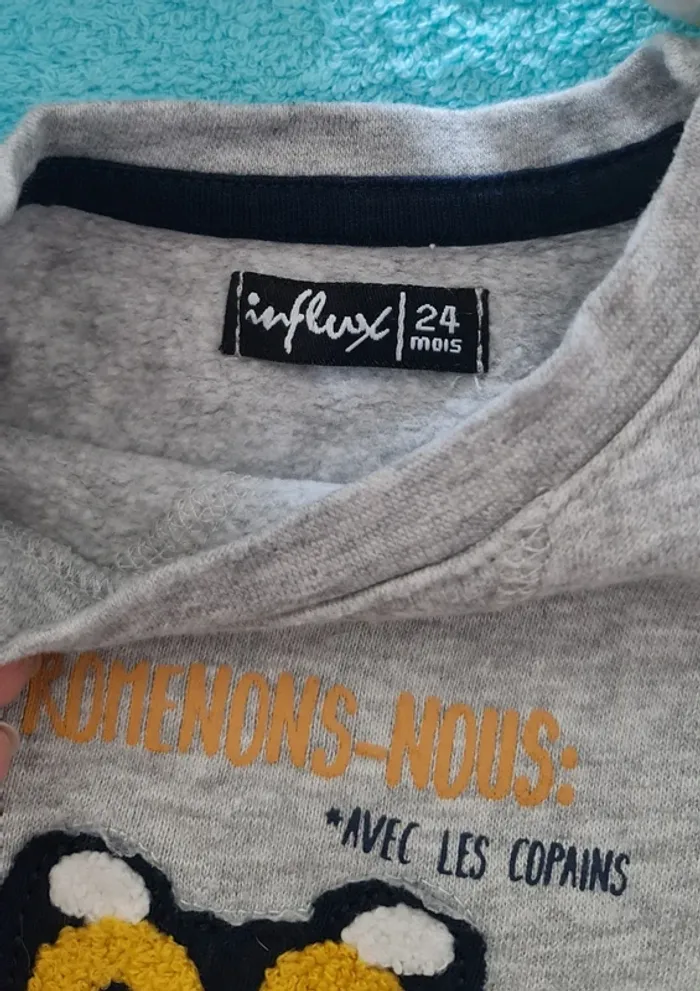 influx 24
MOIS
ROMENONS-NOUS:
*AVEC LES COPAINS